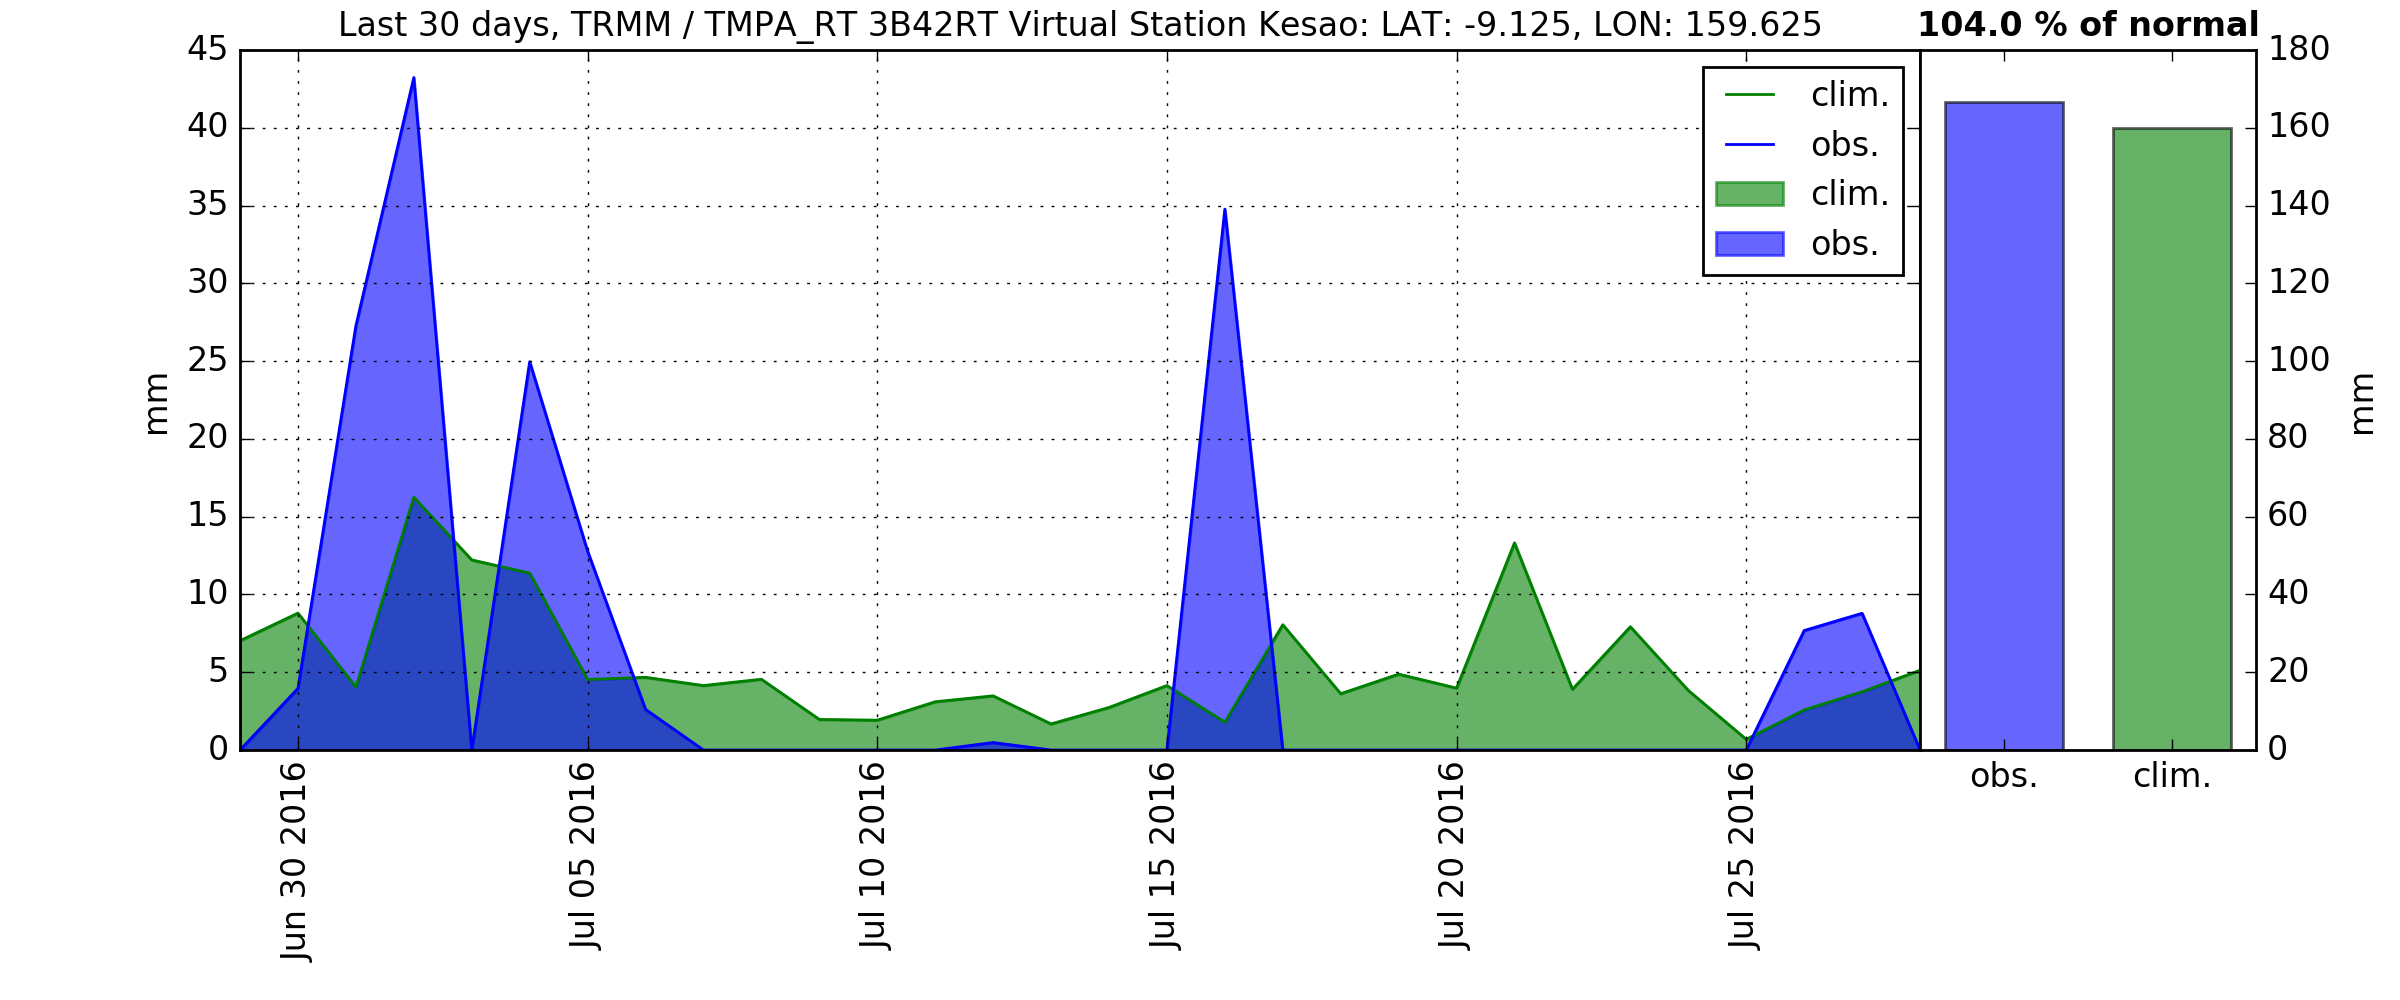 Last 30 days, TRMM / TMPA_RT 3B42RT Virtual Station Kesao: LAT: -9.125, LON: 159.625
104.0 % of normal
45
40
35
30
25
20
15
10
5
0
mm
clim.
obs.
clim.
obs.
Jun 30 2016
Jul 05 2016
Jul 10 2016
Jul 15 2016
Jul 20 2016
Jul 25 2016
obs.
clim.
180
160
140
120
100
80
60
40
20
0
mm